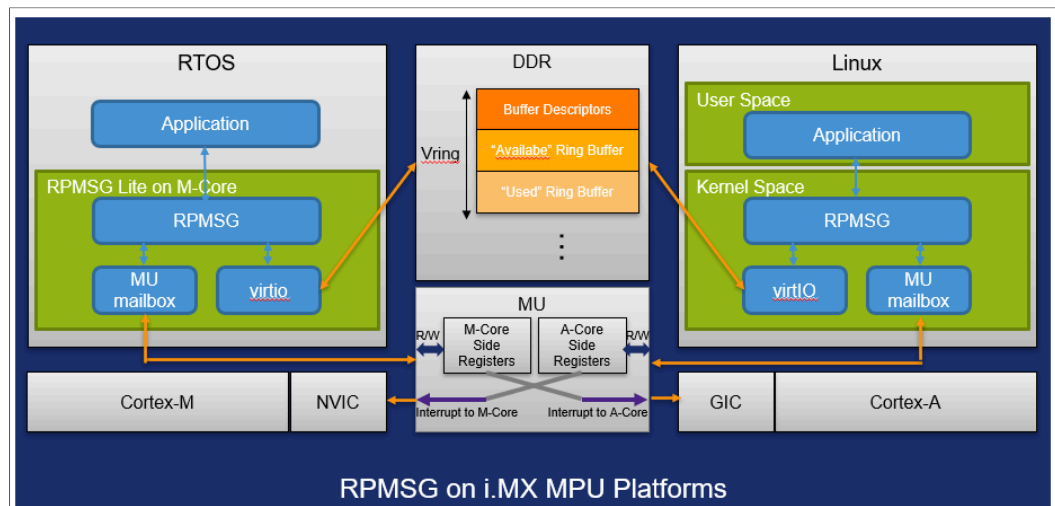 RTOS
Application
RPMSG Lite on M-Core
RPMSG
MU
mailbox
virtio
DDR
Vring
Buffer Descriptors
“Availabe” Ring Buffer
“Used” Ring Buffer
Linux
User Space
Application
Kernel Space
RPMSG
virtIO
MU
mailbox
MU
R/W
M-Core
Side
Registers
A-Core
Side
Registers
R/W
Interrupt to M-Core
Interrupt to A-Core
Cortex-M
NVIC
GIC
Cortex-A
RPMSG on i.MX MPU Platforms